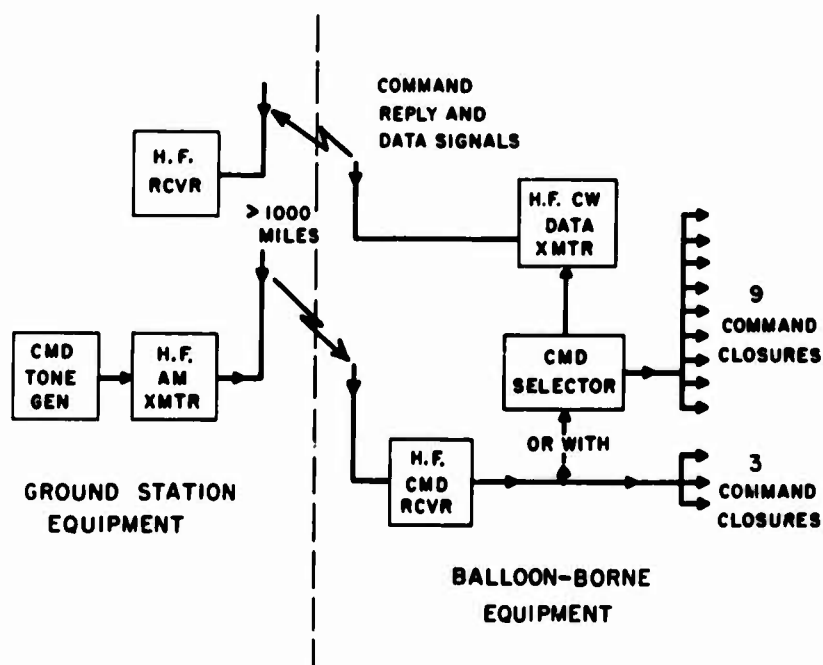 COMMAND
REPLY AND
DATA SIGNALS
H.F.
RCVR
> 1000
MILES
H.F. CW
DATA
XMTR
9
COMMAND
CLOSURES
CMD
TONE
GEN
H.F.
AM
XMTR
CMD
SELECTOR
OR WITH
H.F.
CMD
RCVR
3
COMMAND
CLOSURES
GROUND STATION
EQUIPMENT
BALLOON-BORNE
EQUIPMENT